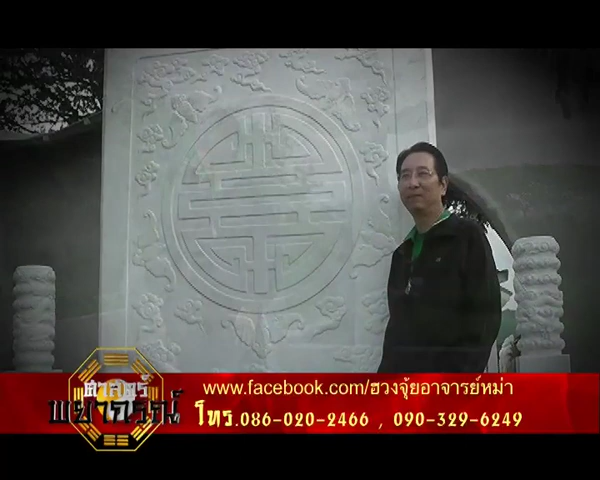 ศาสตร์
พยากรณ์
www.facebook.com/ฮวงจุ้ยอาจารย์หม่า
โทร.086-020-2466 , 090-329-6249